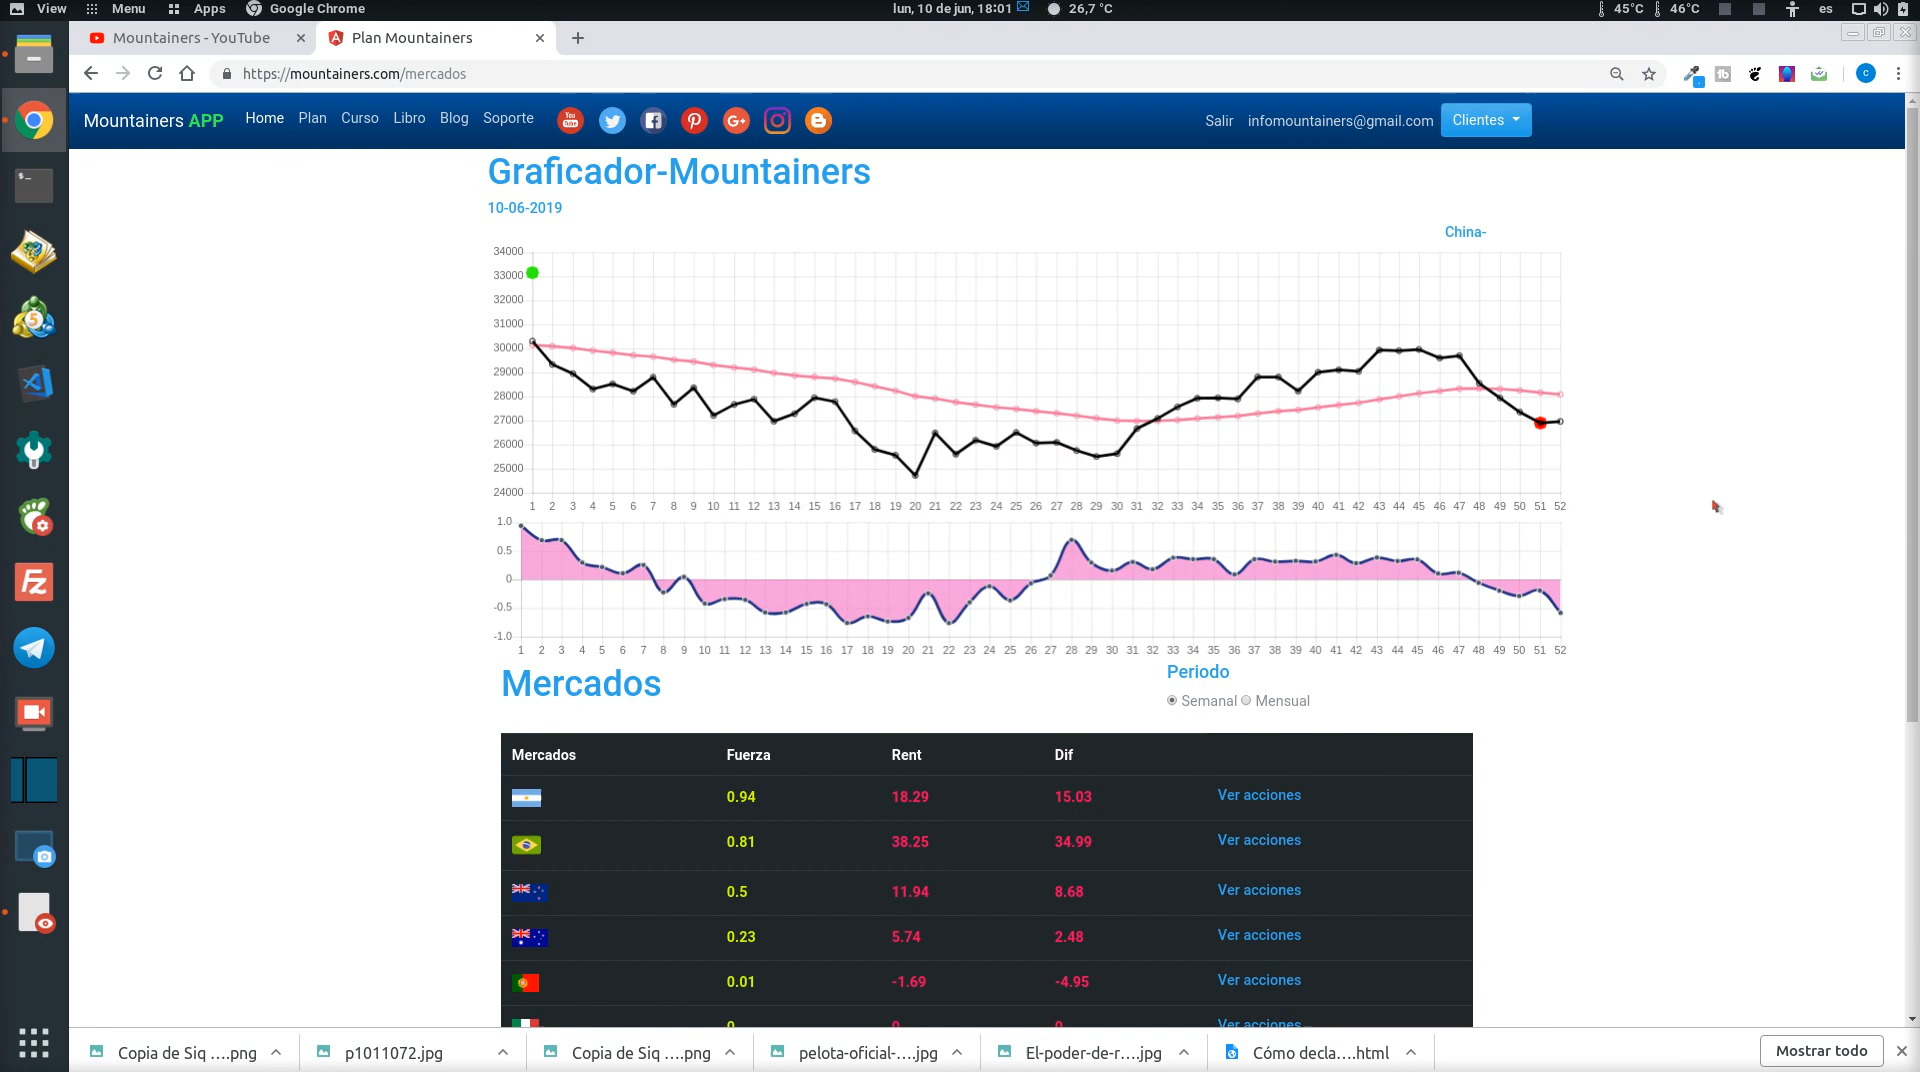 View Menu Apps Google Chrome lun, 10 de jun, 18:01 26,7 °C 45°C 46°C es
Mountainers - YouTube Plan Mountainers
https://mountainers.com/mercados
Mountainers APP Home Plan Curso Libro Blog Soporte Salir infomountainers@gmail.com Clientes
Graficador-Mountainers
10-06-2019
China-
34000
33000
32000
31000
30000
29000
28000
27000
26000
25000
24000
1 2 3 4 5 6 7 8 9 10 11 12 13 14 15 16 17 18 19 20 21 22 23 24 25 26 27 28 29 30 31 32 33 34 35 36 37 38 39 40 41 42 43 44 45 46 47 48 49 50 51 52
1.0
0.5
0
-0.5
-1.0
1 2 3 4 5 6 7 8 9 10 11 12 13 14 15 16 17 18 19 20 21 22 23 24 25 26 27 28 29 30 31 32 33 34 35 36 37 38 39 40 41 42 43 44 45 46 47 48 49 50 51 52
Mercados
Periodo
Semanal Mensual
Mercados Fuerza Rent Dif
0.94 18.29 15.03 Ver acciones
0.81 38.25 34.99 Ver acciones
0.5 11.94 8.68 Ver acciones
0.23 5.74 2.48 Ver acciones
0.01 -1.69 -4.95 Ver acciones
0 0 0 Ver acciones
Copia de Siq ....png p1011072.jpg Copia de Siq ....png pelota-oficial-....jpg El-poder-de-r....jpg Cómo decla....html Mostrar todo